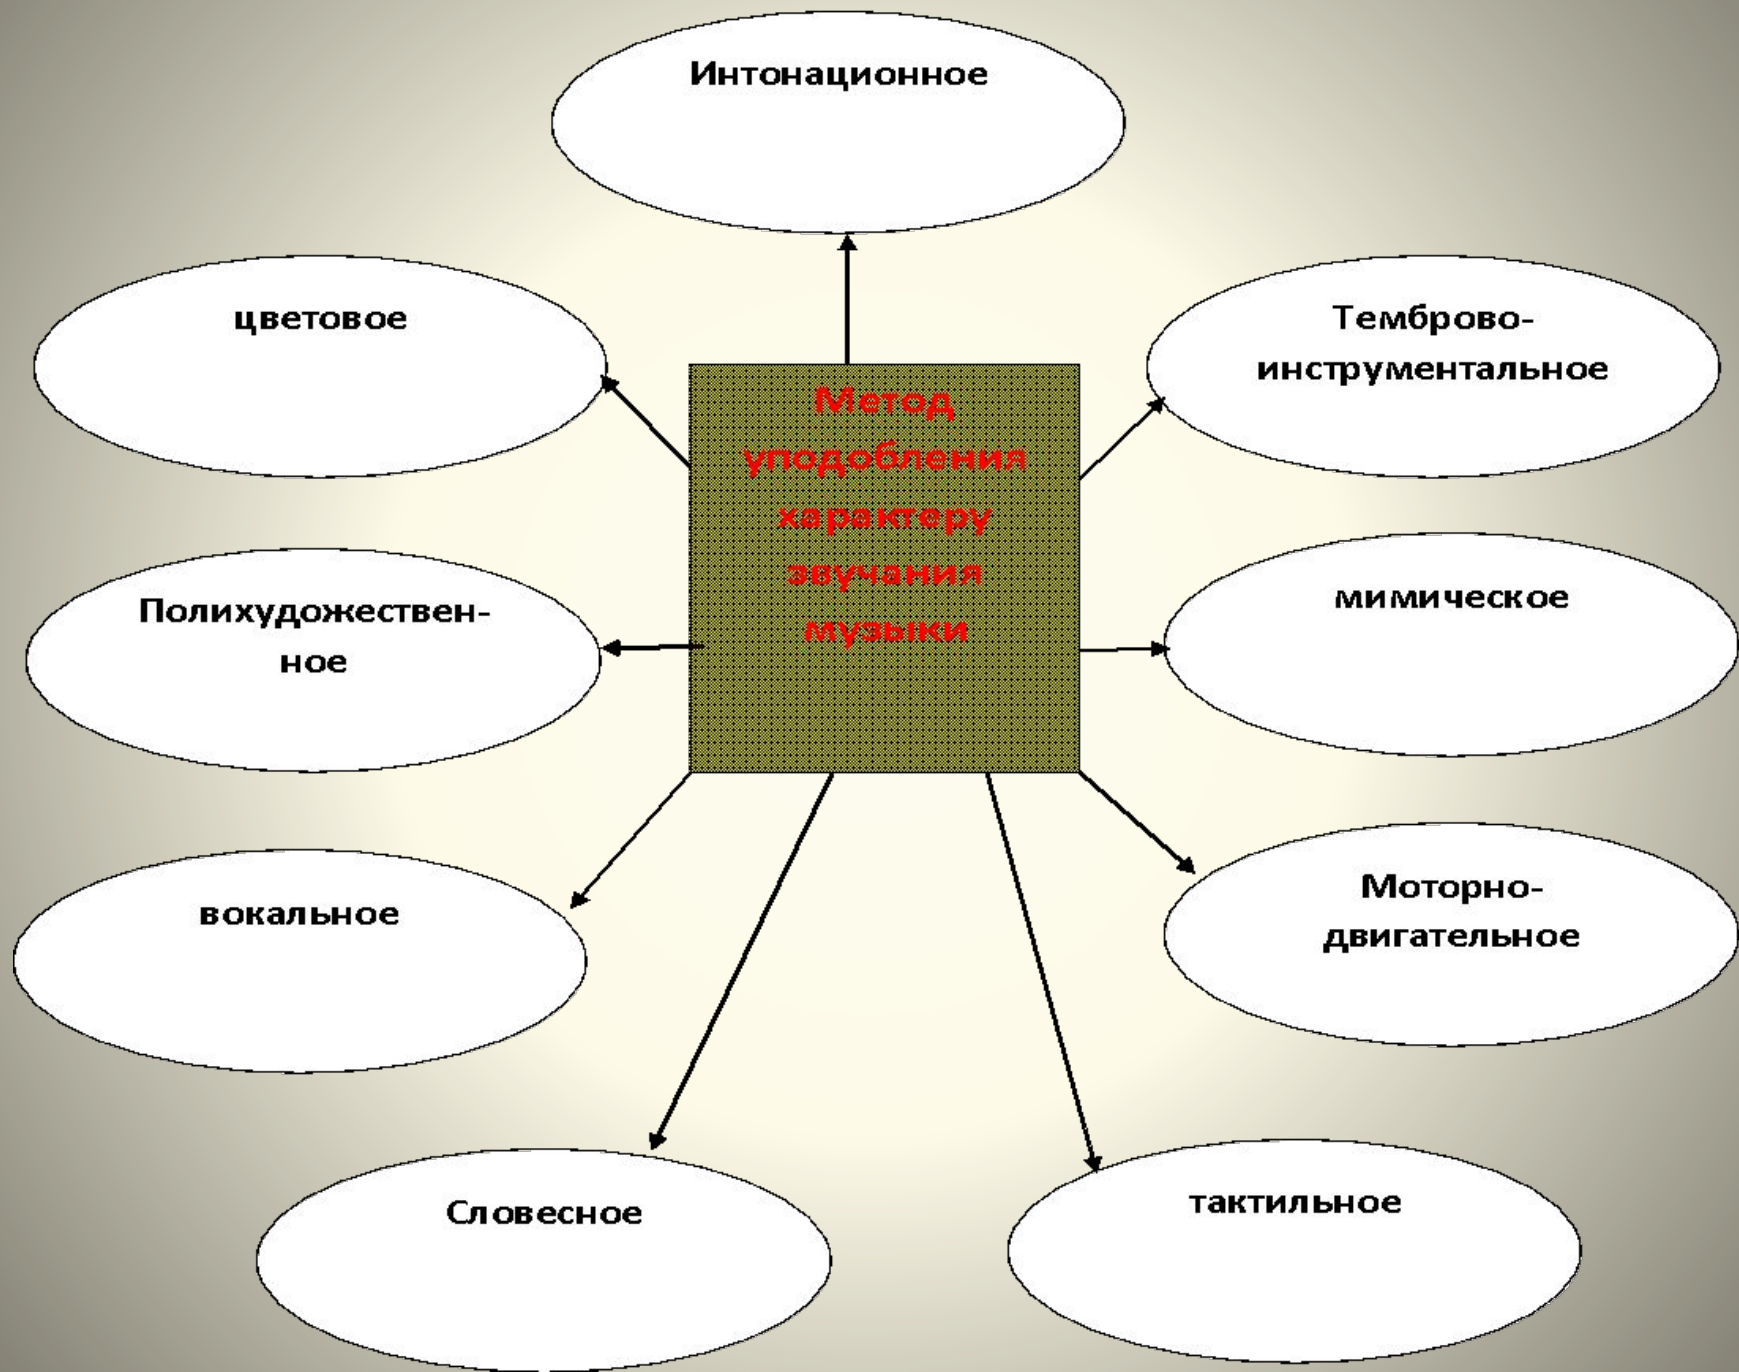 Интонационное
цветовое
Темброво-
инструментальное
Метод
уподобления
характеру
звучания
музыки
Полихудожествен-
ное
мимическое
вокальное
Моторно-
двигательное
Словесное
тактильное